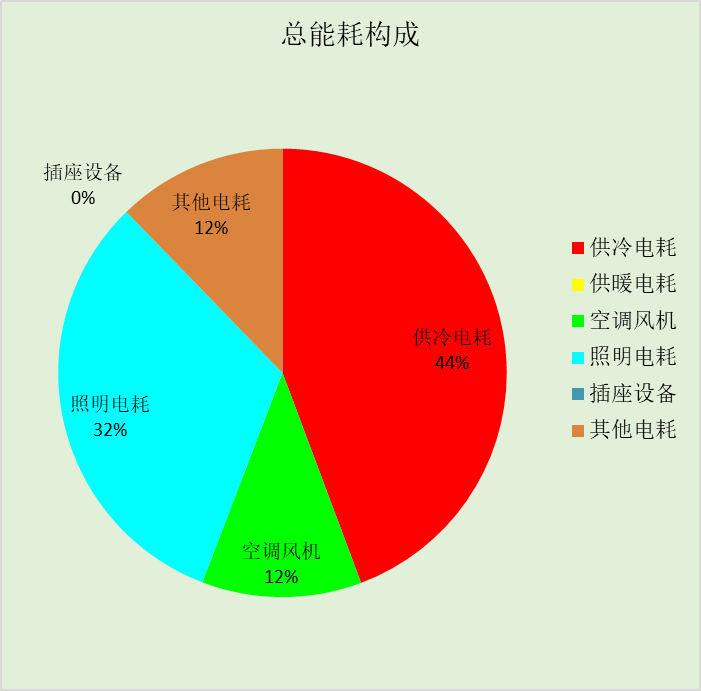 总能耗构成
插座设备
0%
其他电耗
12%
供冷电耗
44%
照明电耗
32%
空调风机
12%
供冷电耗
供暖电耗
空调风机
照明电耗
插座设备
其他电耗